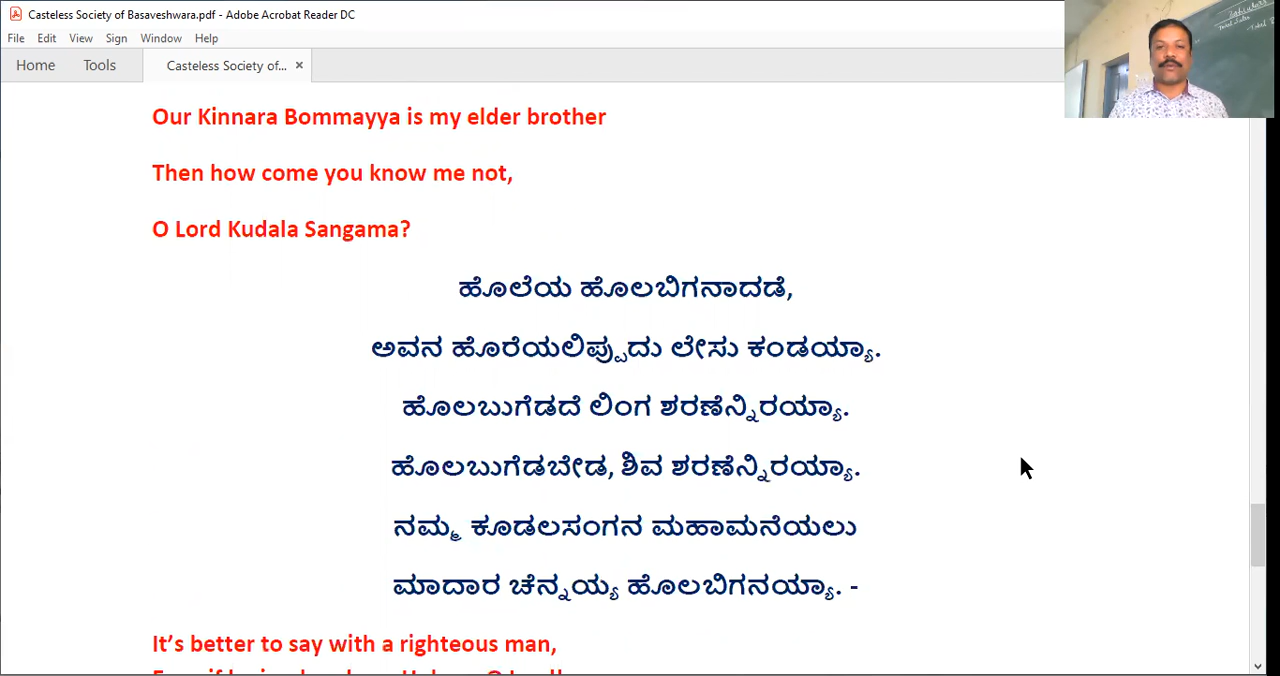 Casteless Society of Basaveshwara.pdf - Adobe Acrobat Reader DC
File Edit View Sign Window Help
Home Tools Casteless Society of... ×
Our Kinnara Bommayya is my elder brother
Then how come you know me not,
O Lord Kudala Sangama?
ಹೊಲೆಯ ಹೊಲಬಿಗನಾದಡೆ,
ಅವನ ಹೊರೆಯಲಿಪ್ಪುದು ಲೇಸು ಕಂಡಯ್ಯಾ.
ಹೊಲಬುಗೆಡದೆ ಲಿಂಗ ಶರಣೆನ್ನಿರಯ್ಯಾ.
ಹೊಲಬುಗೆಡಬೇಡ, ಶಿವ ಶರಣೆನ್ನಿರಯ್ಯಾ.
ನಮ್ಮ ಕೂಡಲಸಂಗನ ಮಹಾಮನೆಯಲು
ಮಾದಾರ ಚೆನ್ನಯ್ಯ ಹೊಲಬಿಗನಯ್ಯಾ. -
It's better to say with a righteous man,